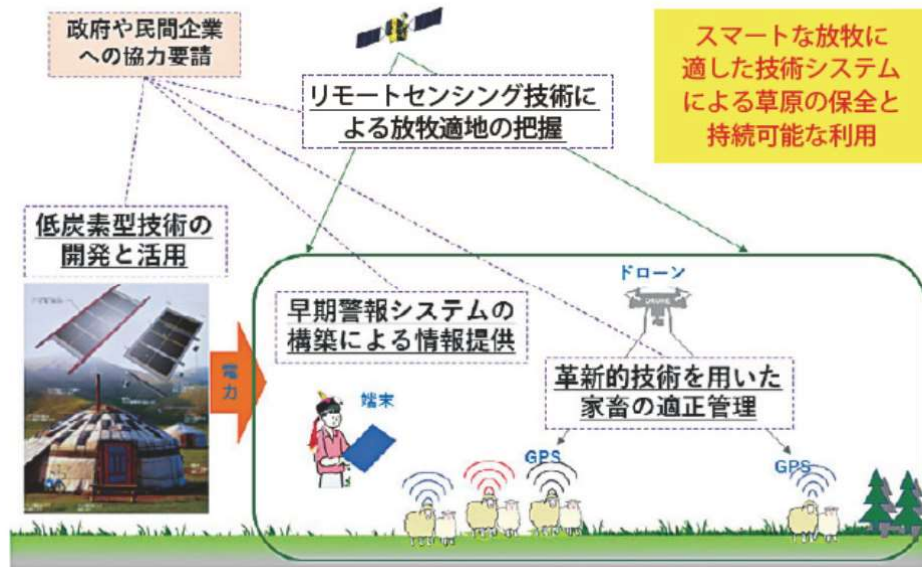 政府や民間企業
への協力要請
リモートセンシング技術に
よる放牧適地の把握
スマートな放牧に
適した技術システム
による草原の保全と
持続可能な利用
低炭素型技術の
開発と活用
電力
早期警報システムの
構築による情報提供
ドローン
DRONE
革新的技術を用いた
家畜の適正管理
端末
GPS
GPS